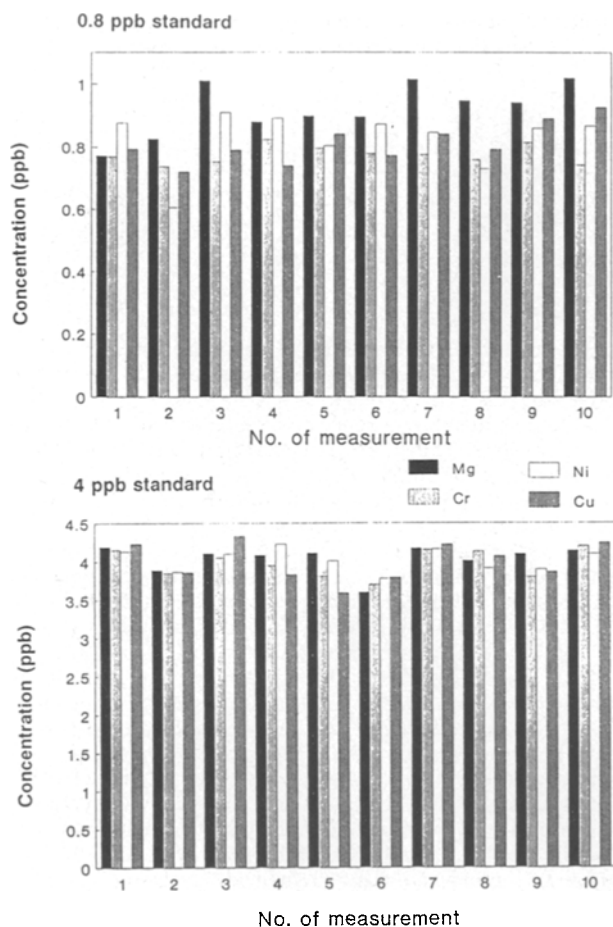 0.8 ppb standard
Concentration (ppb)
1
0.8
0.6
0.4
0.2
0
1 2 3 4 5 6 7 8 9 10
No. of measurement
Mg Ni
Cr Cu
4 ppb standard
Concentration (ppb)
4.5
4
3.5
3
2.5
2
1.5
1
0.5
0
1 2 3 4 5 6 7 8 9 10
No. of measurement